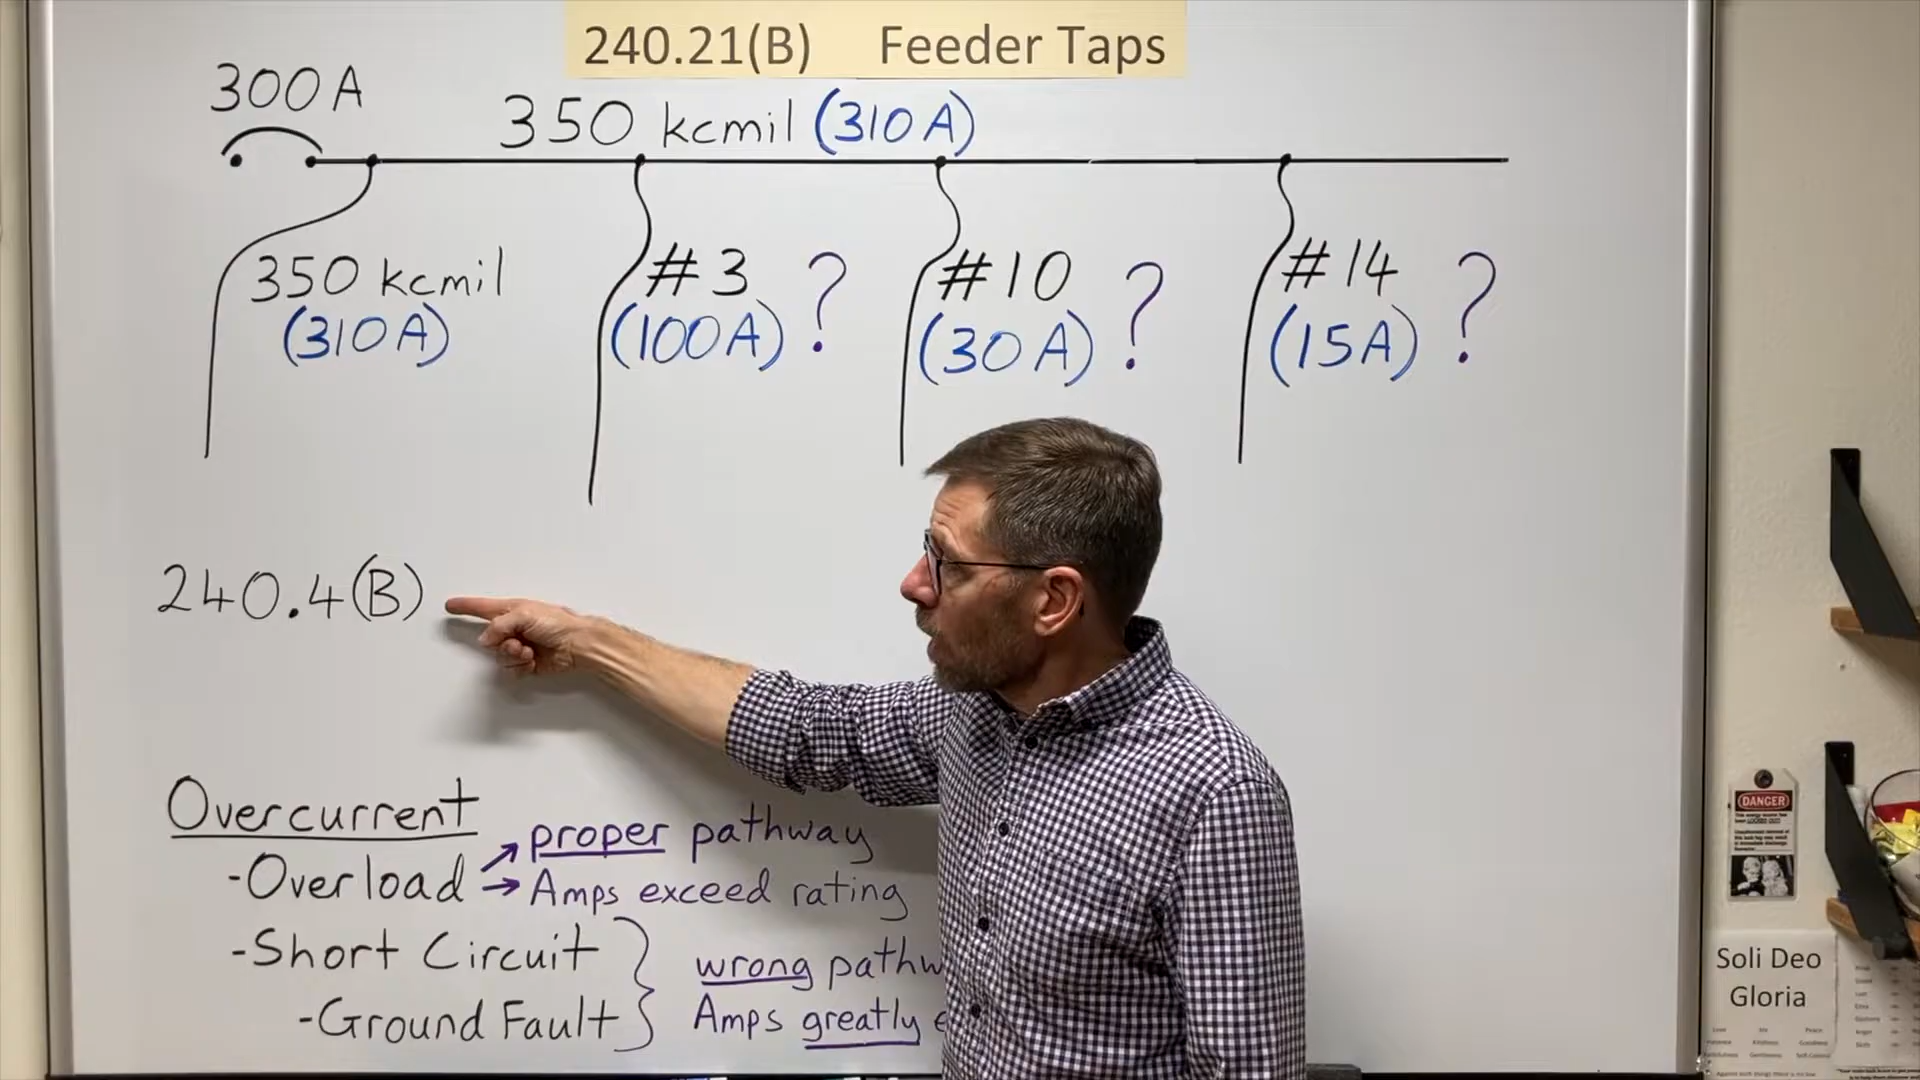 240.21(B) Feeder Taps
300A
350 kcmil (310A)
350 kcmil
(310A)
#3 ?
(100A)
#10 ?
(30A)
#14 ?
(15A)
240.4(B)
Overcurrent
-Overload → proper pathway
→ Amps exceed rating
-Short Circuit
-Ground Fault
wrong pathw
Amps greatly e
DANGER
Soli Deo
Gloria